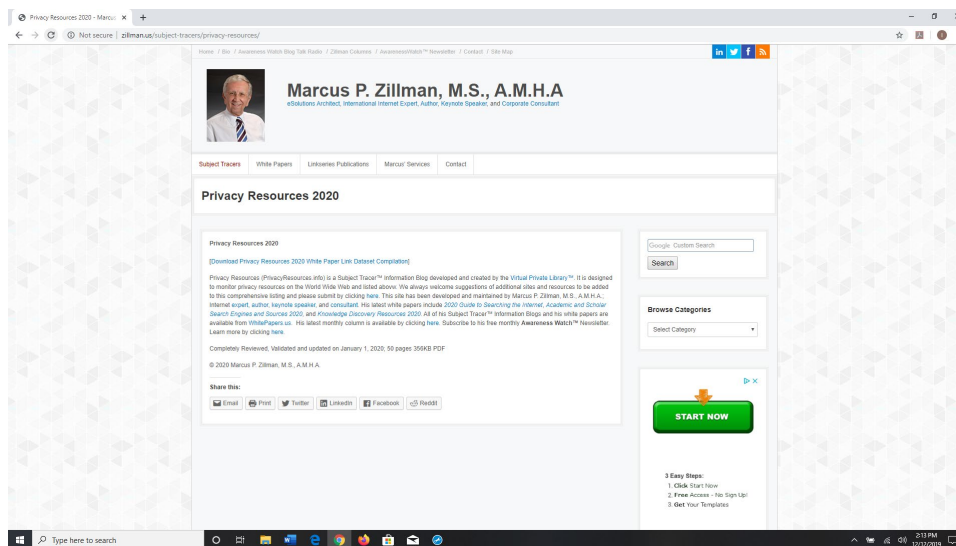 Privacy Resources 2020 - Marcus
Not secure | zillman.us/subject-tracers/privacy-resources/
Home / Bio / Awareness Watch Blog Talk Radio / Zillman Columns / AwarenessWatch™ Newsletter / Contact / Site Map
Marcus P. Zillman, M.S., A.M.H.A
eSolutions Architect, International Internet Expert, Author, Keynote Speaker, and Corporate Consultant
Subject Tracers White Papers Linkseries Publications Marcus' Services Contact
Privacy Resources 2020
Privacy Resources 2020
[Download Privacy Resources 2020 White Paper Link Dataset Compilation]
Privacy Resources (PrivacyResources.info) is a Subject Tracer™ Information Blog developed and created by the Virtual Private Library™. It is designed
to monitor privacy resources on the World Wide Web and listed above. We always welcome suggestions of additional sites and resources to be added
to this comprehensive listing and please submit by clicking here. This site has been developed and maintained by Marcus P. Zillman, M.S., A.M.H.A.;
Internet expert, author, keynote speaker, and consultant. His latest white papers include 2020 Guide to Searching the Internet, Academic and Scholar
Search Engines and Sources 2020, and Knowledge Discovery Resources 2020. All of his Subject Tracer™ Information Blogs and his white papers are
available from WhitePapers.us. His latest monthly column is available by clicking here. Subscribe to his free monthly Awareness Watch™ Newsletter.
Learn more by clicking here.
Completely Reviewed, Validated and updated on January 1, 2020; 50 pages 356KB PDF
© 2020 Marcus P. Zillman, M.S., A.M.H.A.
Share this:
Email Print Twitter LinkedIn Facebook Reddit
Google Custom Search
Search
Browse Categories
Select Category
START NOW
3 Easy Steps:
1. Click Start Now
2. Free Access - No Sign Up!
3. Get Your Templates
Type here to search
2:13 PM
12/12/2019